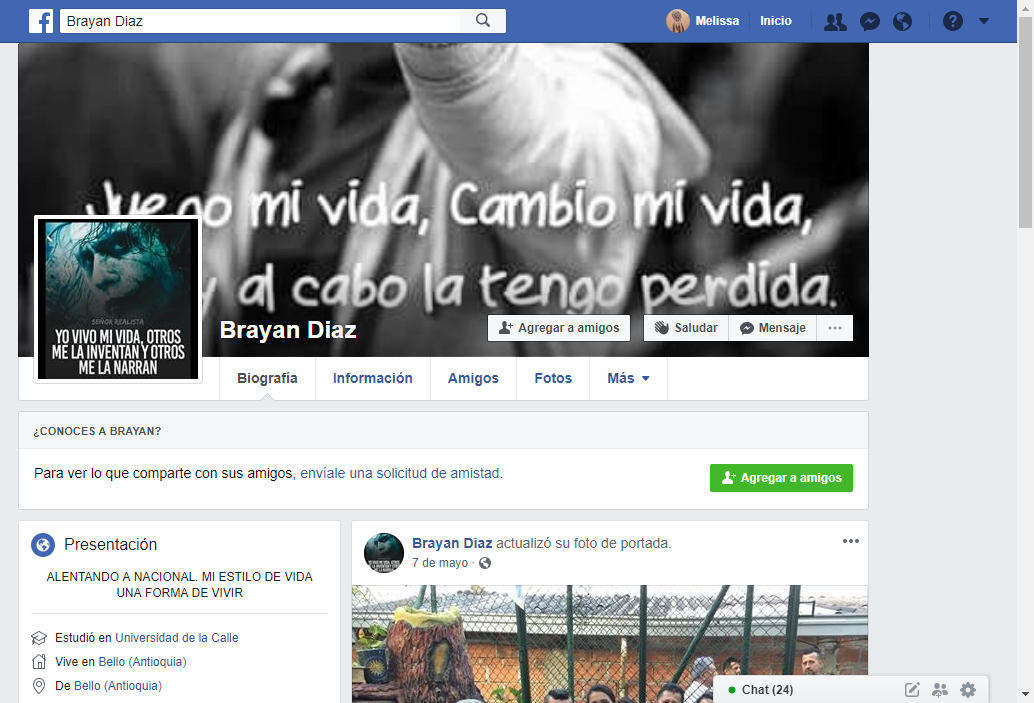 Brayan Diaz
Melissa
Inicio
mi vida, Cambio mi vida,
y al cabo la tengo perdida.
SEÑOR REALISTA
YO VIVO MI VIDA, OTROS
ME LA INVENTAN Y OTROS
ME LA NARRAN
Brayan Diaz
Agregar a amigos
Saludar
Mensaje
Biografía
Información
Amigos
Fotos
Más
¿CONOCES A BRAYAN?
Para ver lo que comparte con sus amigos, envíale una solicitud de amistad.
Agregar a amigos
Presentación
ALENTANDO A NACIONAL. MI ESTILO DE VIDA
UNA FORMA DE VIVIR
Estudió en Universidad de la Calle
Vive en Bello (Antioquia)
De Bello (Antioquia)
Brayan Diaz actualizó su foto de portada.
7 de mayo ·
Chat (24)